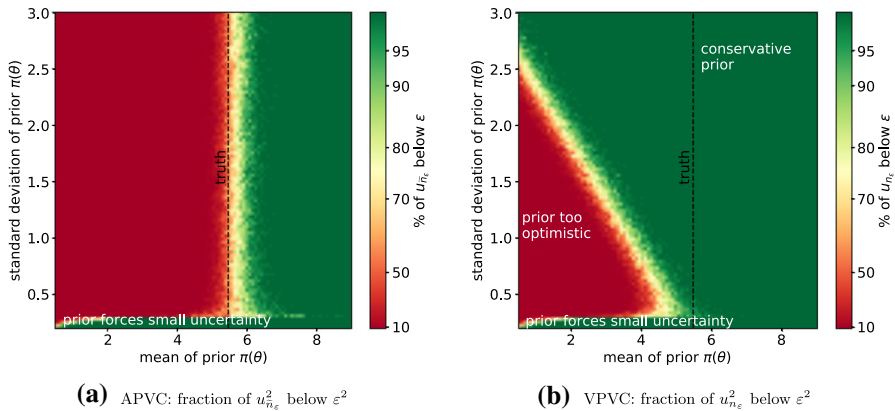 3.0
2.5
2.0
1.5
1.0
0.5
standard deviation of prior π(θ)
truth
prior forces small uncertainty
2
4
6
8
mean of prior π(θ)
95
90
80
70
50
10
% of u_{ñ_ε} below ε
(a) APVC: fraction of u²_{ñ_ε} below ε²
3.0
2.5
2.0
1.5
1.0
0.5
standard deviation of prior π(θ)
conservative
prior
truth
prior too
optimistic
prior forces small uncertainty
2
4
6
8
mean of prior π(θ)
95
90
80
70
50
10
% of u_{n_ε} below ε
(b) VPVC: fraction of u²_{n_ε} below ε²